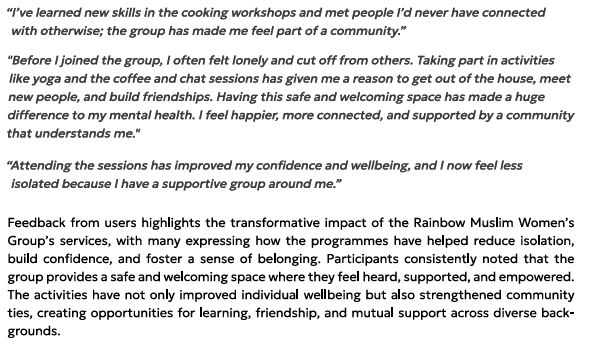 “I’ve learned new skills in the cooking workshops and met people I’d never have connected
with otherwise; the group has made me feel part of a community.”
"Before I joined the group, I often felt lonely and cut off from others. Taking part in activities
like yoga and the coffee and chat sessions has given me a reason to get out of the house, meet
new people, and build friendships. Having this safe and welcoming space has made a huge
difference to my mental health. I feel happier, more connected, and supported by a community
that understands me."
“Attending the sessions has improved my confidence and wellbeing, and I now feel less
isolated because I have a supportive group around me.”
Feedback from users highlights the transformative impact of the Rainbow Muslim Women’s
Group’s services, with many expressing how the programmes have helped reduce isolation,
build confidence, and foster a sense of belonging. Participants consistently noted that the
group provides a safe and welcoming space where they feel heard, supported, and empowered.
The activities have not only improved individual wellbeing but also strengthened community
ties, creating opportunities for learning, friendship, and mutual support across diverse back-
grounds.